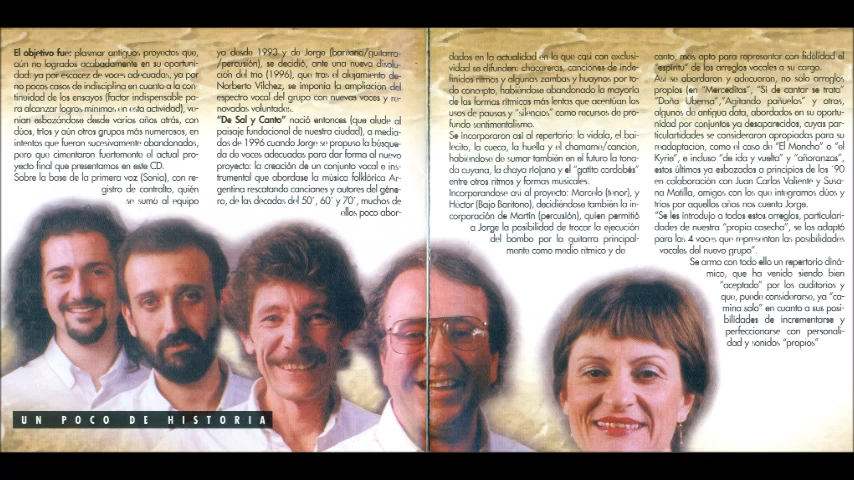 El objetivo fue: plasmar antiguos proyectos que,
aún no logrados acabadamente en su oportuni-
dad: ya por escasez de voces adecuadas, ya por
no pocos casos de indisciplina en cuanto a la con-
tinuidad de los ensayos (factor indispensable pa-
ra alcanzar logros mínimos en esta actividad), ve-
nían esbozándose desde varios años atrás, con
dúos, tríos y aún otros grupos más numerosos, en
intentos que fueron sucesivamente abandonados,
pero que cimentaron fuertemente el actual pro-
yecto final que presentamos en este CD.
Sobre la base de la primera voz (Sonia), con re-
gistro de contralto, quién
se sumó al equipo
ya desde 1993 y de Jorge (barítono/guitarra-
/percusión), se decidió, ante una nueva disolu-
ción del trío (1996), que tras el alejamiento de
Norberto Vilchez, se imponía la ampliación del
espectro vocal del grupo con nuevas voces y re-
novadas voluntades.
"De Sal y Canto" nació entonces (que alude al
paisaje fundacional de nuestra ciudad), a media-
dos de 1996 cuando Jorge se propuso la búsque-
da de voces adecuadas para dar forma al nuevo
proyecto: la creación de un conjunto vocal e ins-
trumental que abordase la música folklórica Ar-
gentina rescatando canciones y autores del géne-
ro, de las décadas del 50', 60' y 70', muchos de
ellos poco abor-
dados en la actualidad en la que casi con exclusi-
vidad se difunden: chacareras, canciones de inde-
finidos ritmos y algunas zambas y huaynos por to-
do concepto, habiéndose abandonado la mayoría
de las formas rítmicas más lentas que acentúan los
usos de pausas y "silencios" como recursos de pro-
fundo sentimentalismo.
Se incorporaron así al repertorio: la vidala, el bai-
lecito, la cueca, la huella y el chamame/cancion,
habiéndose de sumar también en el futuro la tona-
da cuyana, la chaya riojana y el "gatito cordobés"
entre otros ritmos y formas musicales.
Incorporandose así al proyecto: Marcelo (tenor), y
Héctor (Bajo Barítono), decidiéndose también la in-
corporación de Martín (percusión), quien permitió
a Jorge la posibilidad de trocar la ejecución
del bombo por la guitarra principal-
mente como medio rítmico y de
canto, más apto para representar con fidelidad el
"espíritu" de los arreglos vocales a su cargo.
Así se abordaron y adecuaron, no solo arreglos
propios (en "Merceditas", "Si de cantar se trata"
"Doña Ubensa","Agitando pañuelos" y otros,
algunos de antigua data, abordados en su oportu-
nidad por conjuntos ya desaparecidos, cuyas par-
ticulartidades se consideraran apropiadas para su
readaptación, como el caso de "El Moncho" o "el
Kyrie", e incluso "de ida y vuelta" y "añoranzas",
estos últimos ya esbozados a principios de los '90
en colaboración con Juan Carlos Valiente y Susa-
na Matilla, amigos con los que integramos dúos y
tríos por aquellos años nos cuenta Jorge.
"Se les introdujo a todos estos arreglos, particulari-
dades de nuestra "propia cosecha", se los adaptó
para las 4 voces que representan las posibilidades
vocales del nuevo grupo".
Se armo con todo ello un repertorio diná-
mico, que ha venido siendo bien
"aceptado" por los auditorios y
que, puede considerarse, ya "ca-
mina solo" en cuanto a sus posi-
bilidades de incrementarse y
perfeccionarse con personali-
dad y sonidos "propios"
UN POCO DE HISTORIA